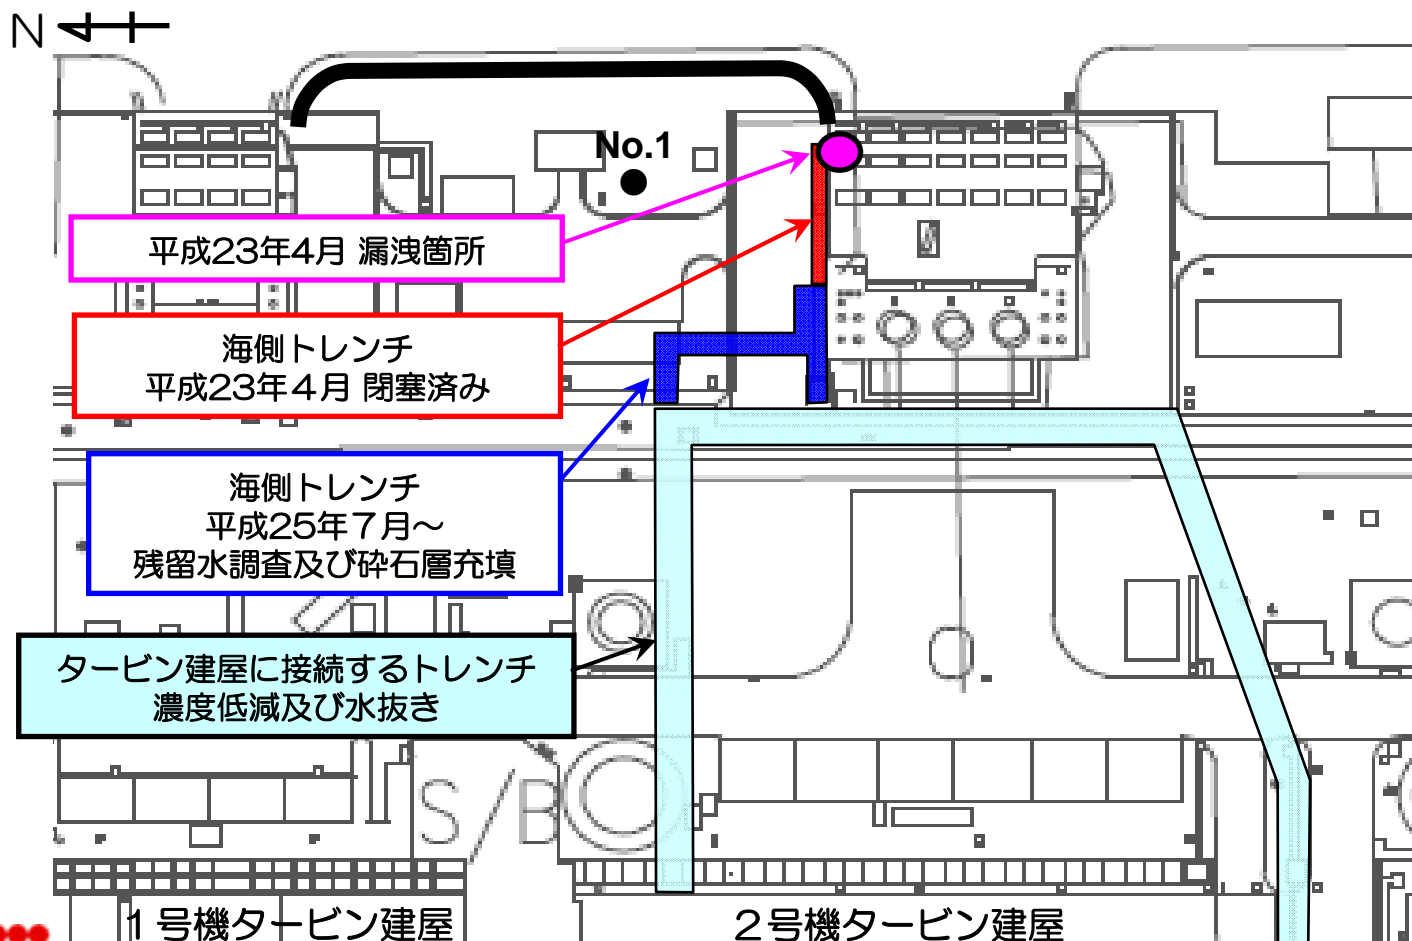 N
No.1
平成23年4月 漏洩箇所
海側トレンチ
平成23年４月 閉塞済み
海側トレンチ
平成25年７月～
残留水調査及び砕石層充填
タービン建屋に接続するトレンチ
濃度低減及び水抜き
S/B
１号機タービン建屋
２号機タービン建屋